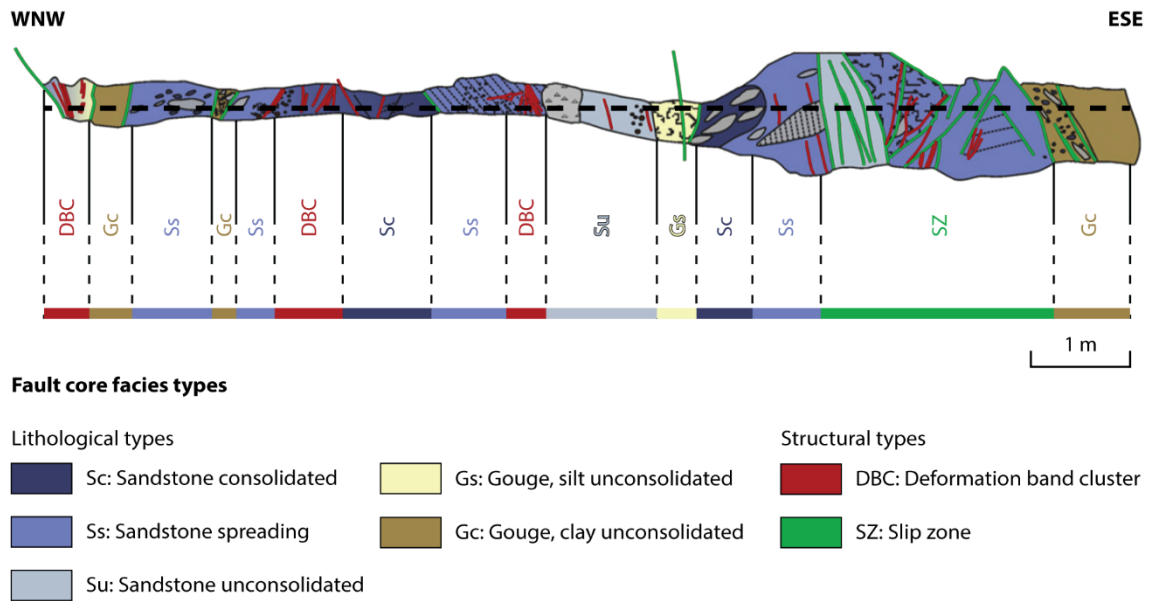 WNW
ESE
DBC
Gc
Ss
Gc
Ss
DBC
Sc
Ss
DBC
Su
Gs
Sc
Ss
SZ
Gc
1 m
Fault core facies types
Lithological types
Structural types
Sc: Sandstone consolidated
Gs: Gouge, silt unconsolidated
DBC: Deformation band cluster
Ss: Sandstone spreading
Gc: Gouge, clay unconsolidated
SZ: Slip zone
Su: Sandstone unconsolidated